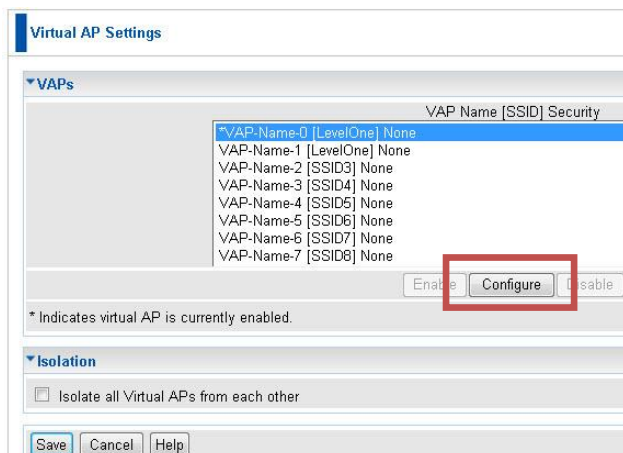 Virtual AP Settings
VAPs
VAP Name [SSID] Security
*VAP-Name-0 [LevelOne] None
VAP-Name-1 [LevelOne] None
VAP-Name-2 [SSID3] None
VAP-Name-3 [SSID4] None
VAP-Name-4 [SSID5] None
VAP-Name-5 [SSID6] None
VAP-Name-6 [SSID7] None
VAP-Name-7 [SSID8] None
Enable Configure Disable
* Indicates virtual AP is currently enabled.
Isolation
Isolate all Virtual APs from each other
Save Cancel Help